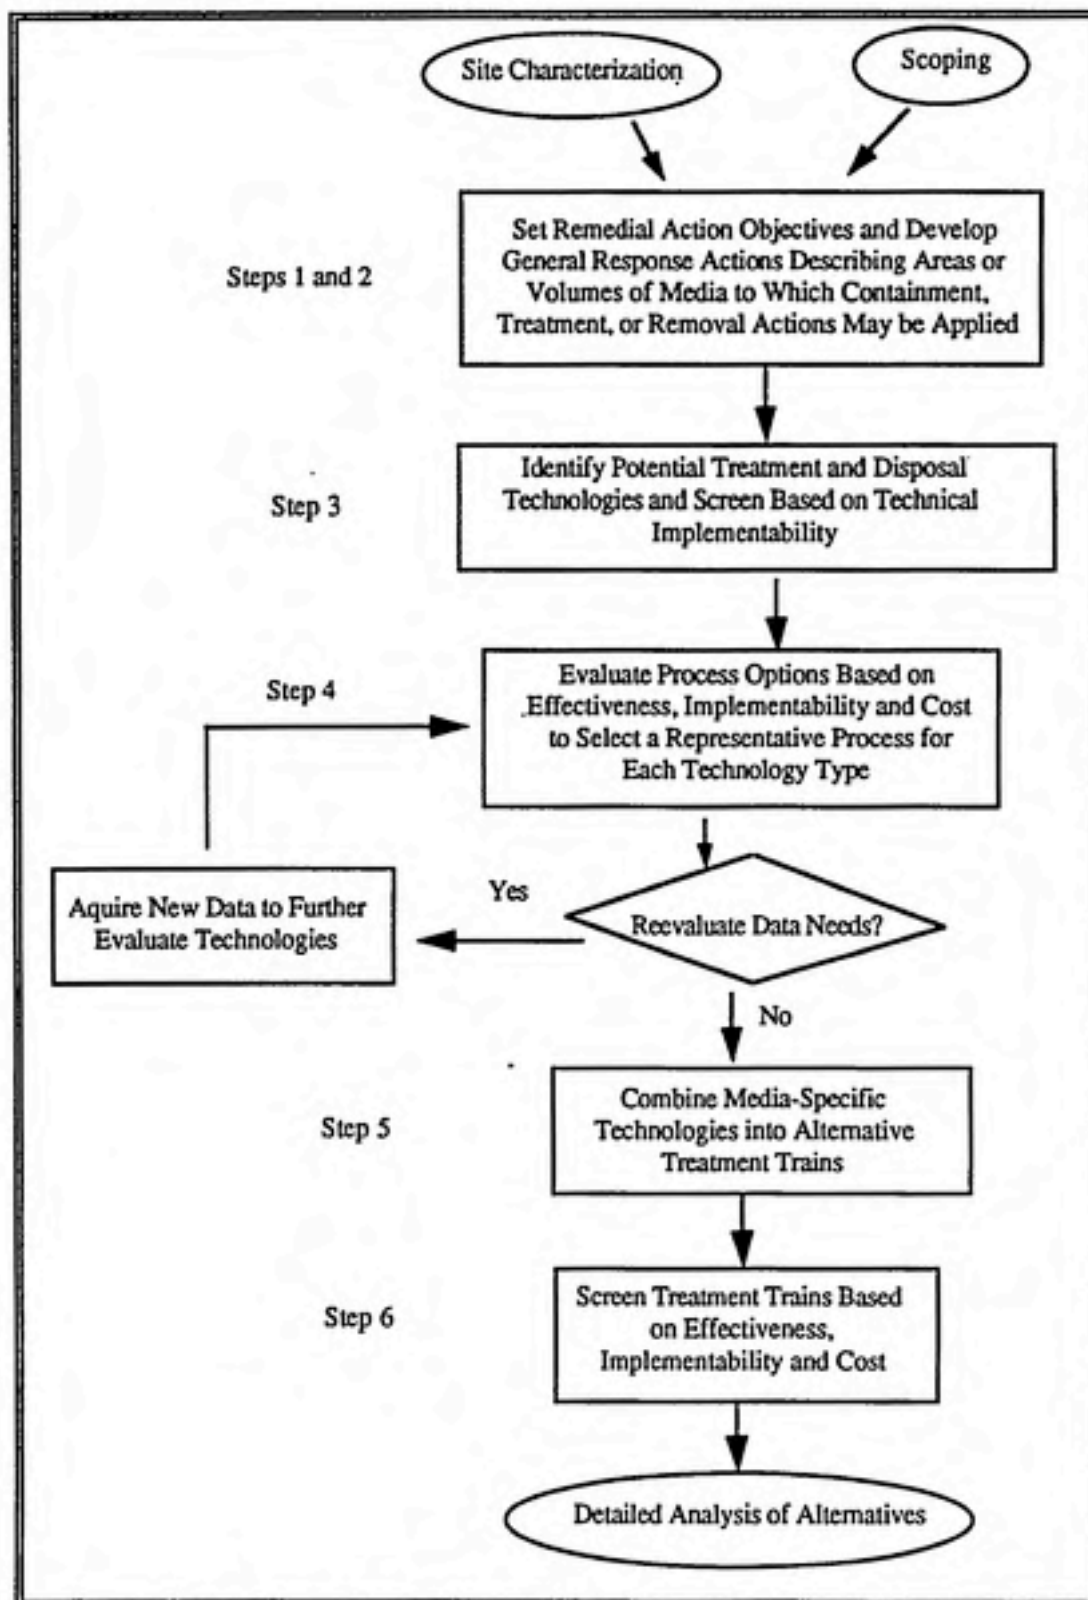 Site Characterization
Scoping
Steps 1 and 2
Set Remedial Action Objectives and Develop
General Response Actions Describing Areas or
Volumes of Media to Which Containment,
Treatment, or Removal Actions May be Applied
Step 3
Identify Potential Treatment and Disposal
Technologies and Screen Based on Technical
Implementability
Step 4
Evaluate Process Options Based on
Effectiveness, Implementability and Cost
to Select a Representative Process for
Each Technology Type
Aquire New Data to Further
Evaluate Technologies
Yes
Reevaluate Data Needs?
No
Step 5
Combine Media-Specific
Technologies into Alternative
Treatment Trains
Step 6
Screen Treatment Trains Based
on Effectiveness,
Implementability and Cost
Detailed Analysis of Alternatives